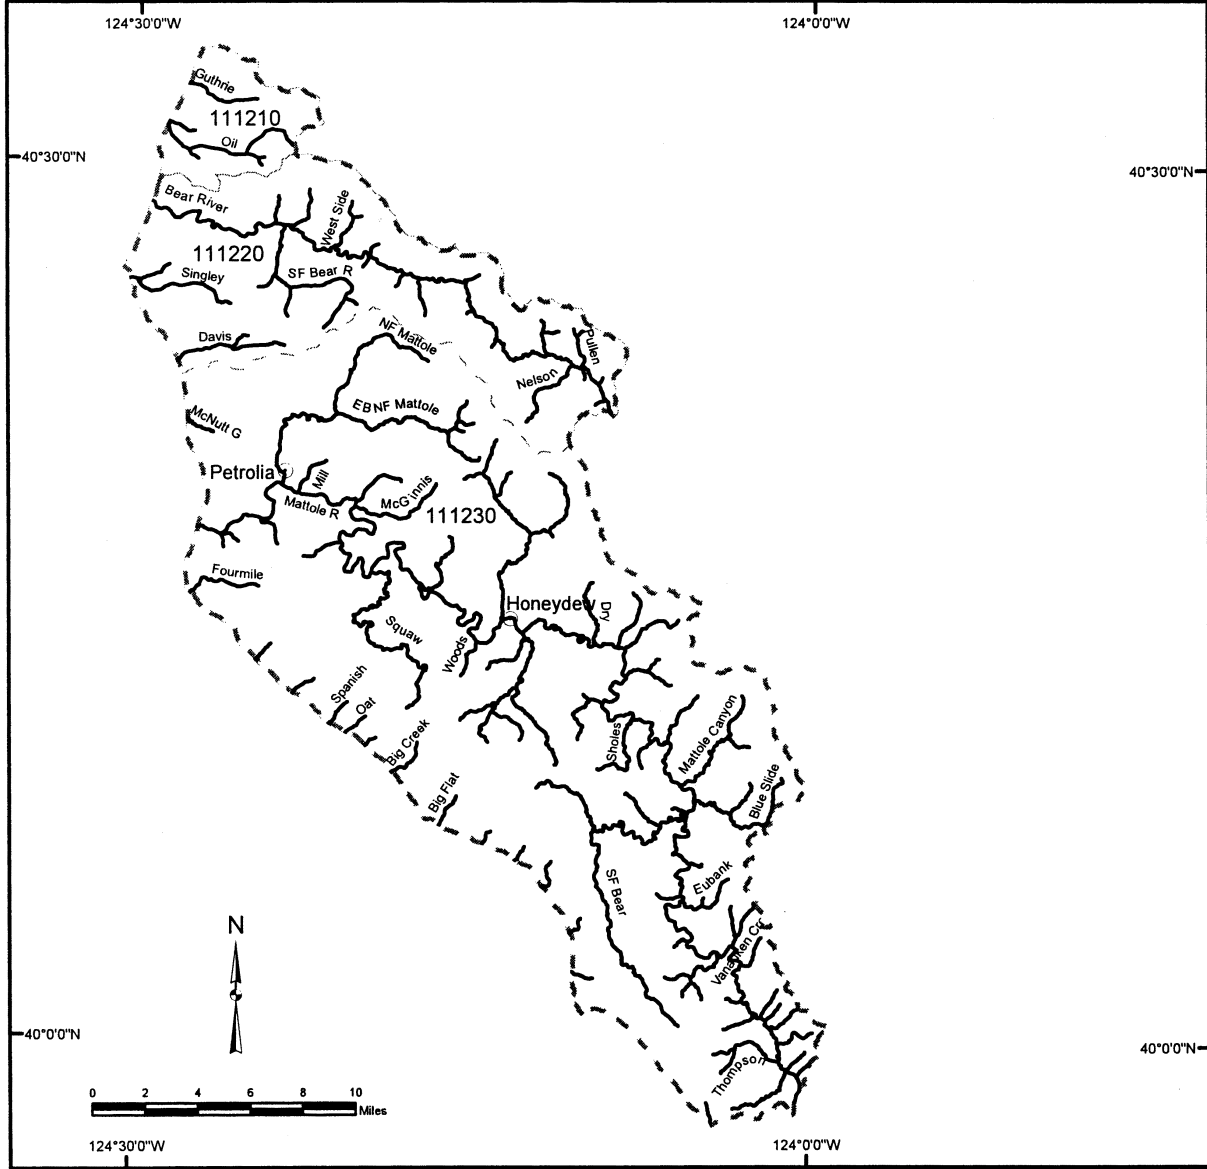 124°30'0"W
124°0'0"W
Guthrie
111210
Oil
40°30'0"N
40°30'0"N
Bear River
West Side
111220
Singley
SF Bear R
Davis
NF Mattole
Pullen
Nelson
EBNF Mattole
McNutt G
Petrolia
Mill
McGinnis
Mattole R
111230
Fourmile
Honeydew
Dry
Squaw
Woods
Spanish
Oat
Mattole Canyon
Sholes
Big Creek
Blue Slide
Big Flat
SF Bear
Eubank
N
Vanauken Cr
40°0'0"N
40°0'0"N
Thompson
0 2 4 6 8 10
Miles
124°30'0"W
124°0'0"W